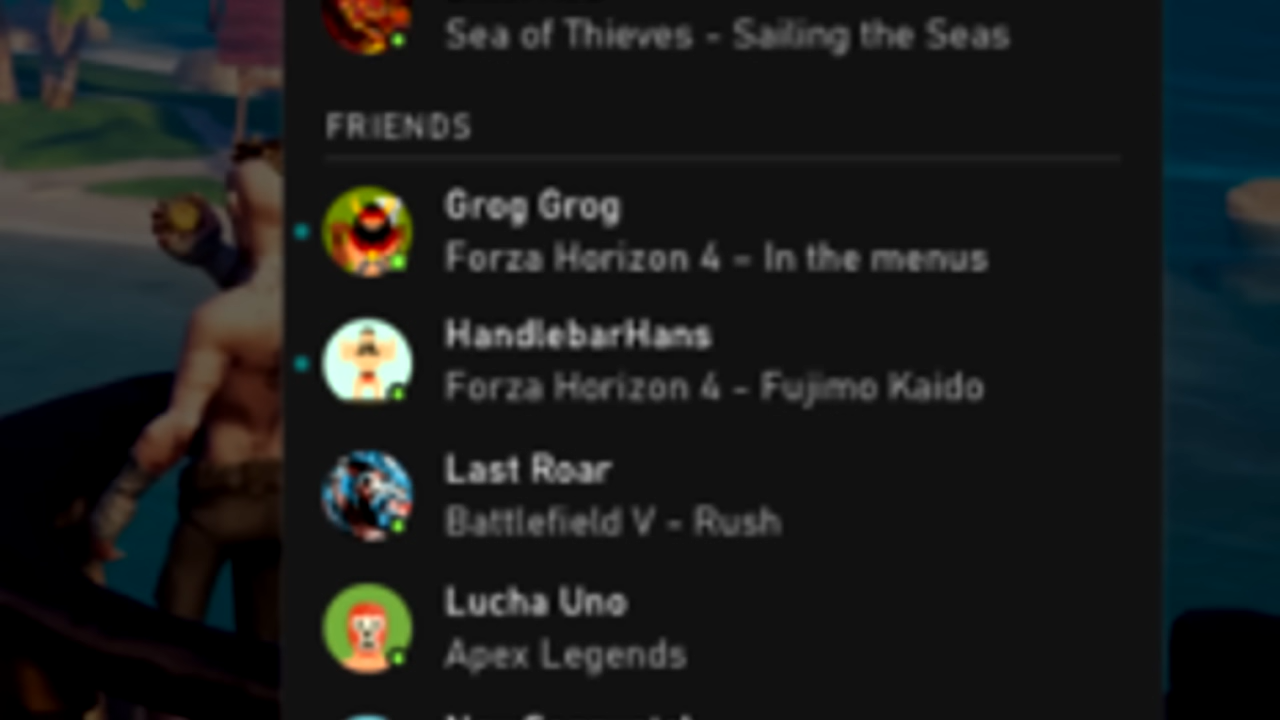 Sea of Thieves - Sailing the Seas
FRIENDS
Grog Grog
Forza Horizon 4 - In the menus
HandlebarHans
Forza Horizon 4 - Fujimo Kaido
Last Roar
Battlefield V - Rush
Lucha Uno
Apex Legends